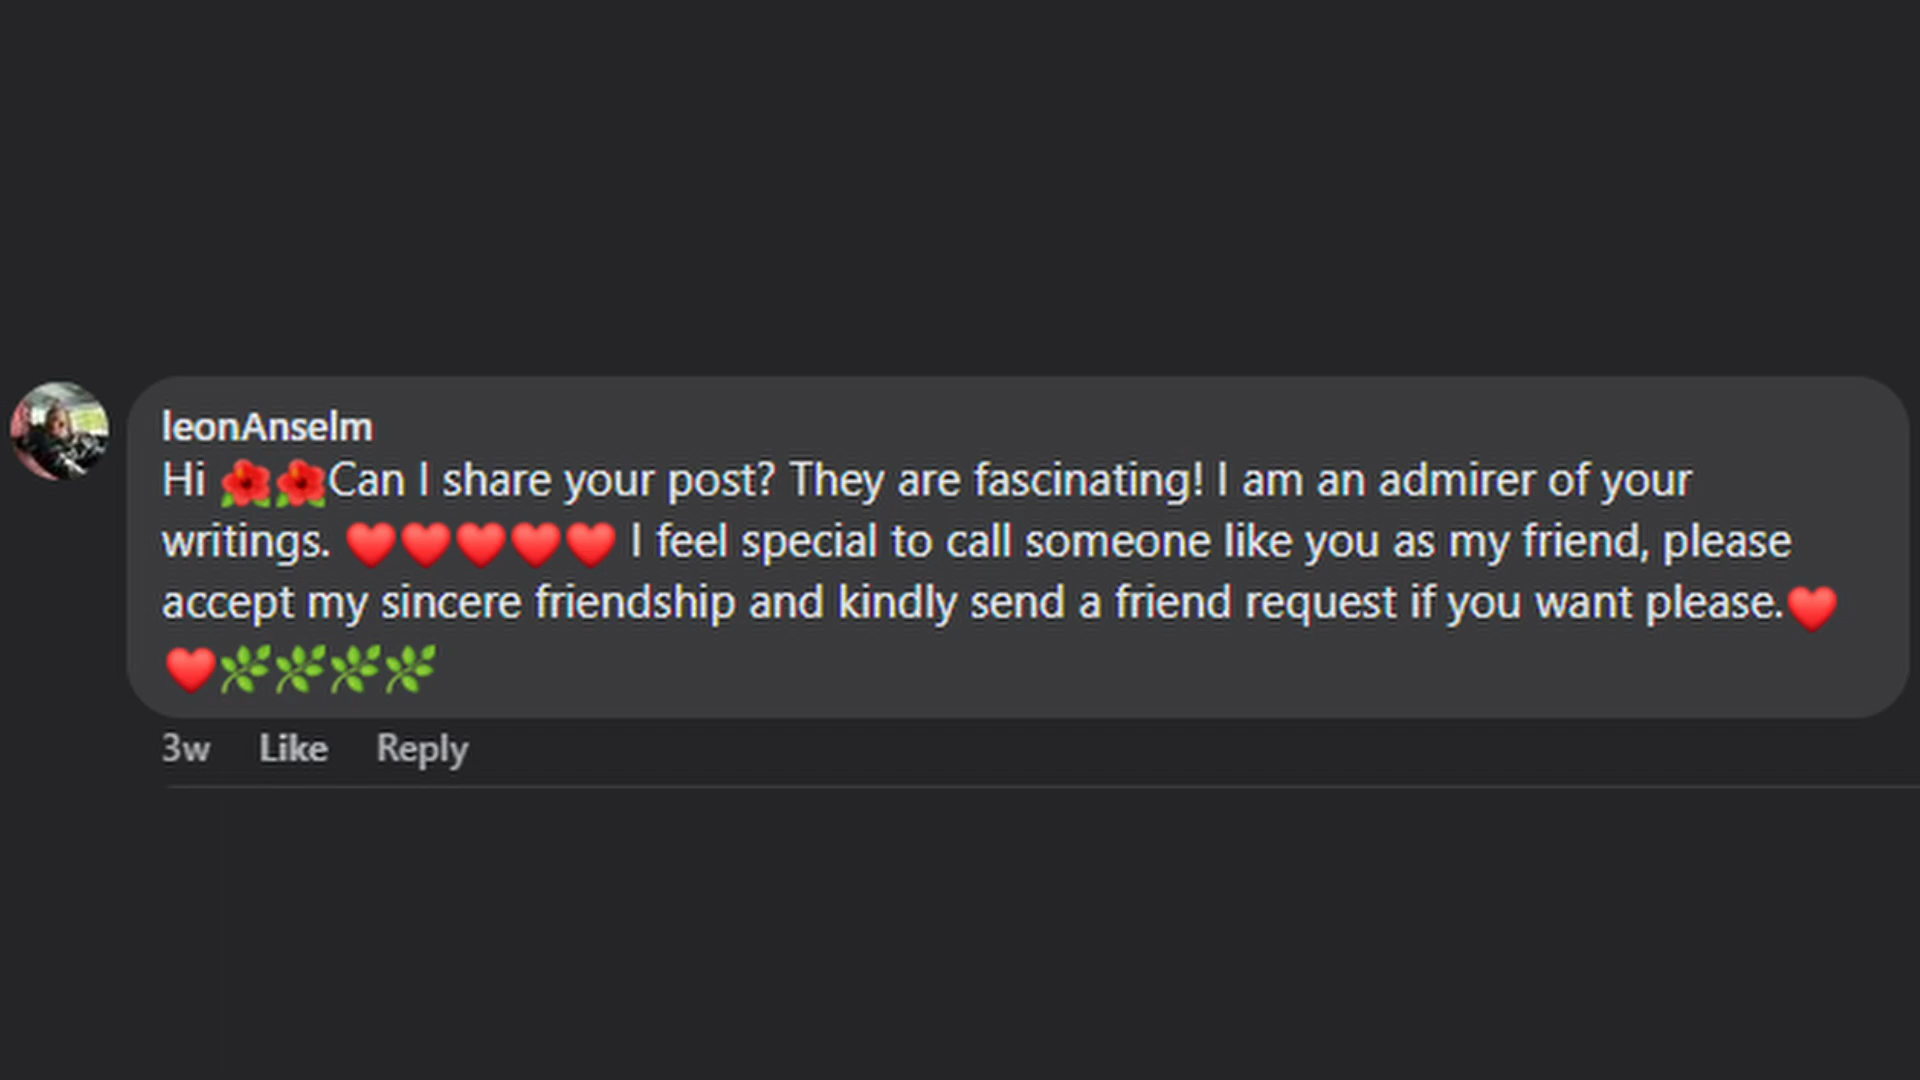 leonAnselm
Hi 🌺🌺Can I share your post? They are fascinating! I am an admirer of your
writings. ❤️❤️❤️❤️❤️ I feel special to call someone like you as my friend, please
accept my sincere friendship and kindly send a friend request if you want please.❤️
❤️🌿🌿🌿🌿
3w Like Reply